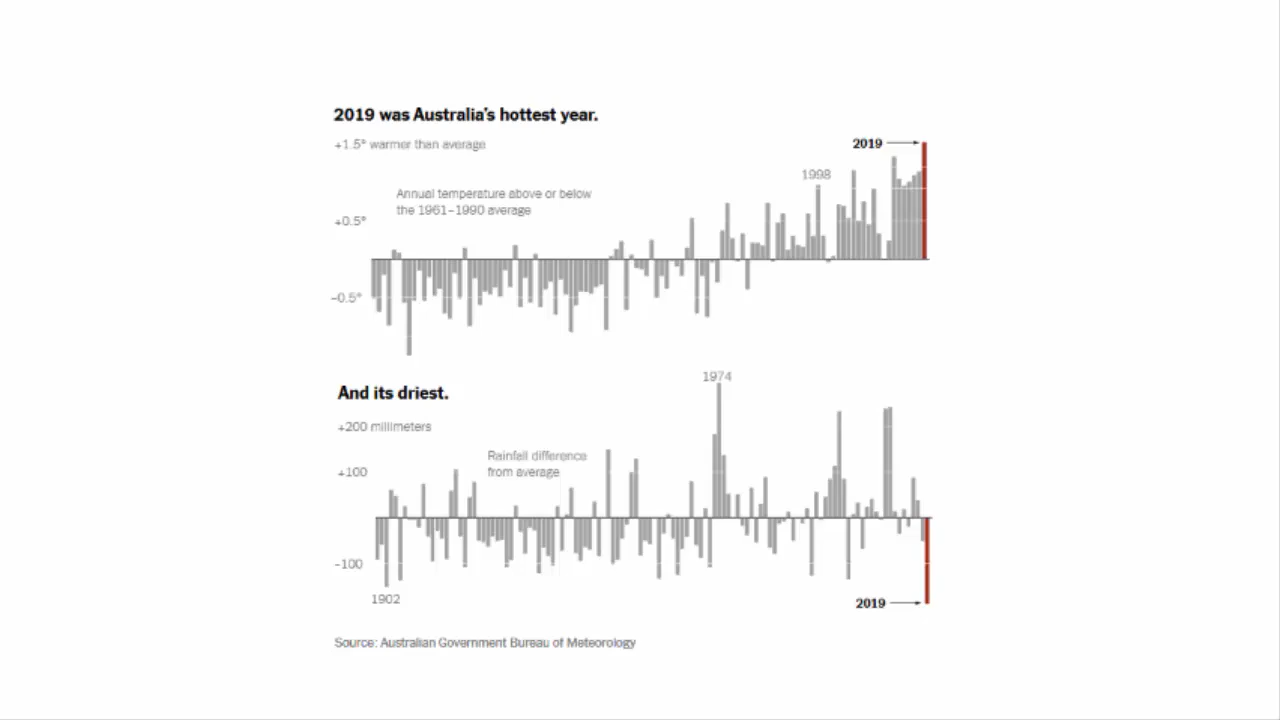 2019 was Australia's hottest year.
+1.5° warmer than average
2019
1998
Annual temperature above or below
the 1961–1990 average
+0.5°
-0.5°
1974
And its driest.
+200 millimeters
Rainfall difference
from average
+100
-100
1902
2019
Source: Australian Government Bureau of Meteorology